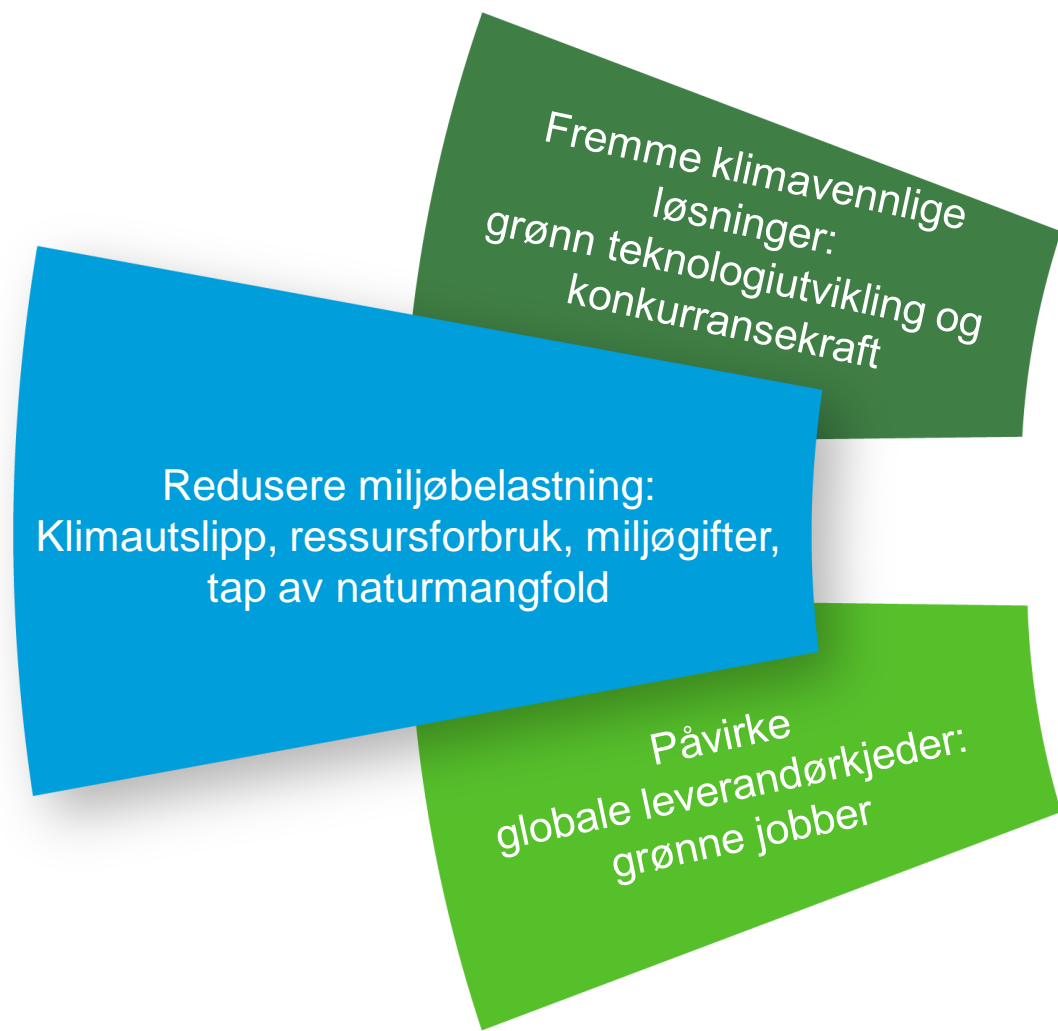 Fremme klimavennlige
løsninger:
grønn teknologiutvikling og
konkurransekraft
Redusere miljøbelastning:
Klimautslipp, ressursforbruk, miljøgifter,
tap av naturmangfold
Påvirke
globale leverandørkjeder:
grønne jobber